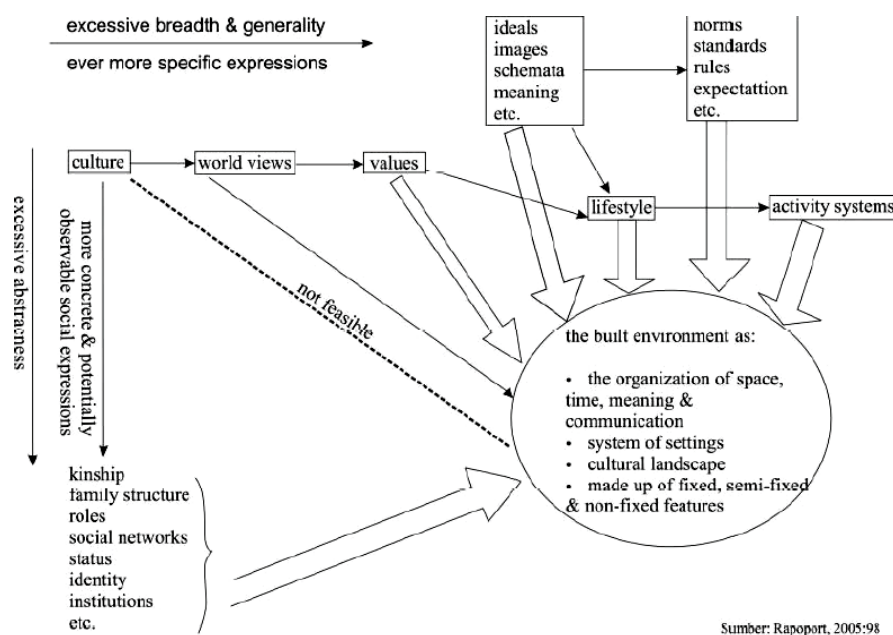 excessive breadth & generality
ever more specific expressions
ideals
images
schemata
meaning
etc.
norms
standards
rules
expectattion
etc.
culture
world views
values
lifestyle
activity systems
excessive abstracness
more concrete & potentially
observable social expressions
not feasible
the built environment as:
• the organization of space,
time, meaning &
communication
• system of settings
• cultural landscape
• made up of fixed, semi-fixed
& non-fixed features
kinship
family structure
roles
social networks
status
identity
institutions
etc.
Sumber: Rapoport, 2005:98